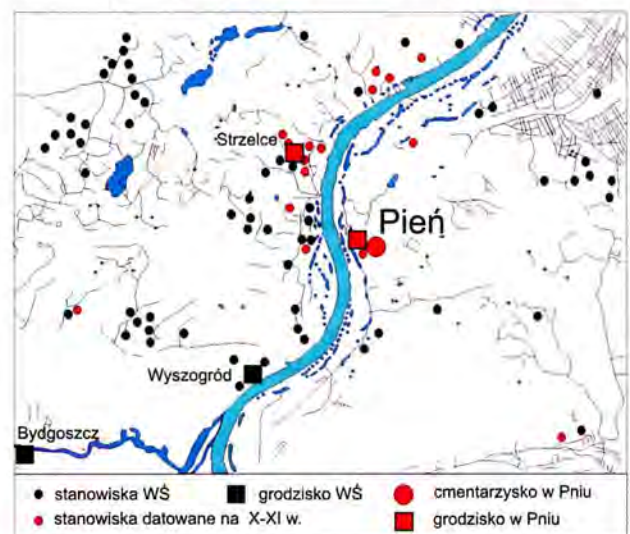 Strzelce
Pień
Wyszogród
Bydgoszcz
stanowiska WŚ
grodzisko WŚ
cmentarzysko w Pniu
stanowiska datowane na X-XI w.
grodzisko w Pniu